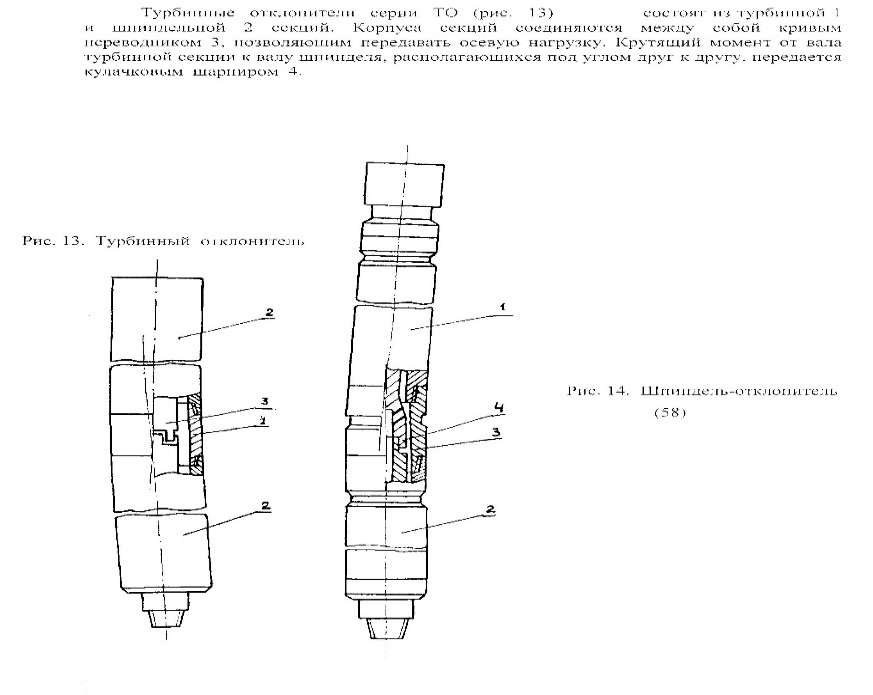 Турбинные отклонители серии ТО (рис. 13) состоят из турбинной 1
и шпиндельной 2 секций. Корпуса секций соединяются между собой кривым
переводником 3, позволяющим передавать осевую нагрузку. Крутящий момент от вала
турбинной секции к валу шпинделя, располагающихся под углом друг к другу, передается
кулачковым шарниром 4.
Рис. 13. Турбинный отклонитель
2
3
1
2
1
4
3
2
Рис. 14. Шпиндель-отклонитель
(58)